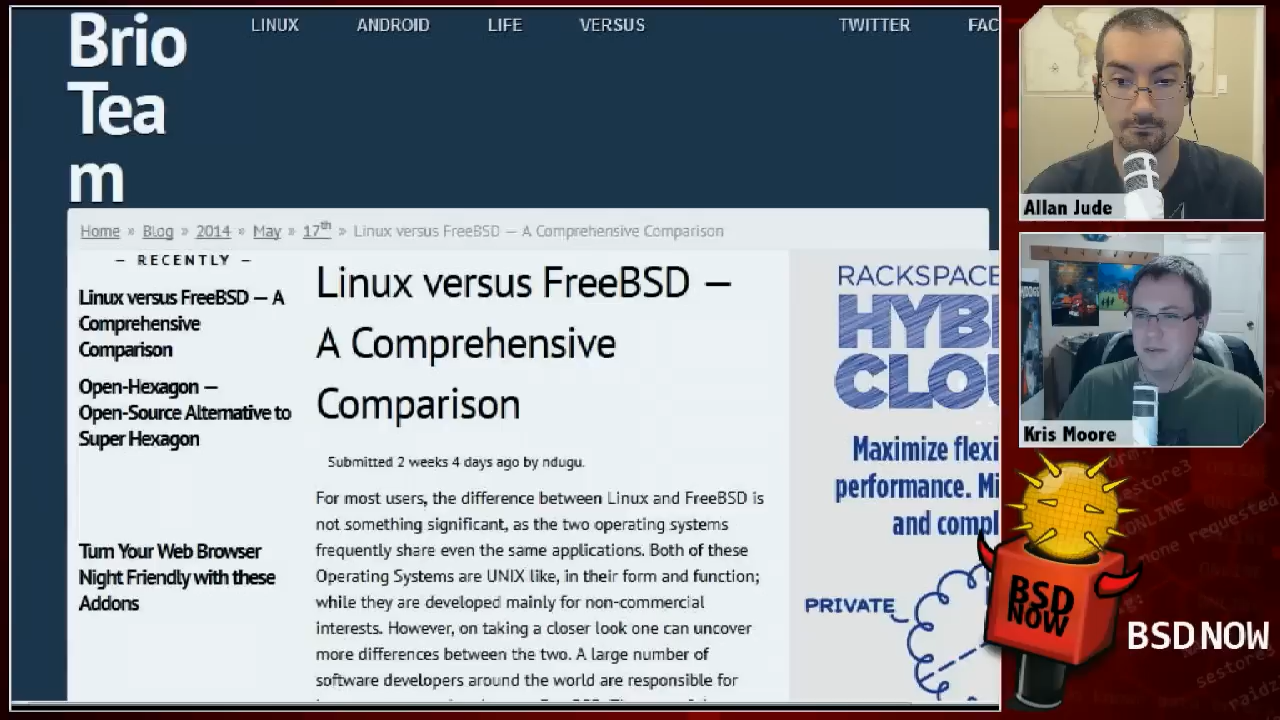 Brio
Tea
m
LINUX
ANDROID
LIFE
VERSUS
TWITTER
FAC
Home » Blog » 2014 » May » 17th » Linux versus FreeBSD — A Comprehensive Comparison
– RECENTLY –
Linux versus FreeBSD — A
Comprehensive
Comparison
Open-Hexagon —
Open-Source Alternative to
Super Hexagon
Turn Your Web Browser
Night Friendly with these
Addons
Linux versus FreeBSD —
A Comprehensive
Comparison
Submitted 2 weeks 4 days ago by ndugu.
For most users, the difference between Linux and FreeBSD is
not something significant, as the two operating systems
frequently share even the same applications. Both of these
Operating Systems are UNIX like, in their form and function;
while they are developed mainly for non-commercial
interests. However, on taking a closer look one can uncover
more differences between the two. A large number of
software developers around the world are responsible for
RACKSPACE
HYB
CLOU
Maximize flexi
performance. Mi
and compl
PRIVATE
Allan Jude
Kris Moore
BSD
NOW
BSD NOW